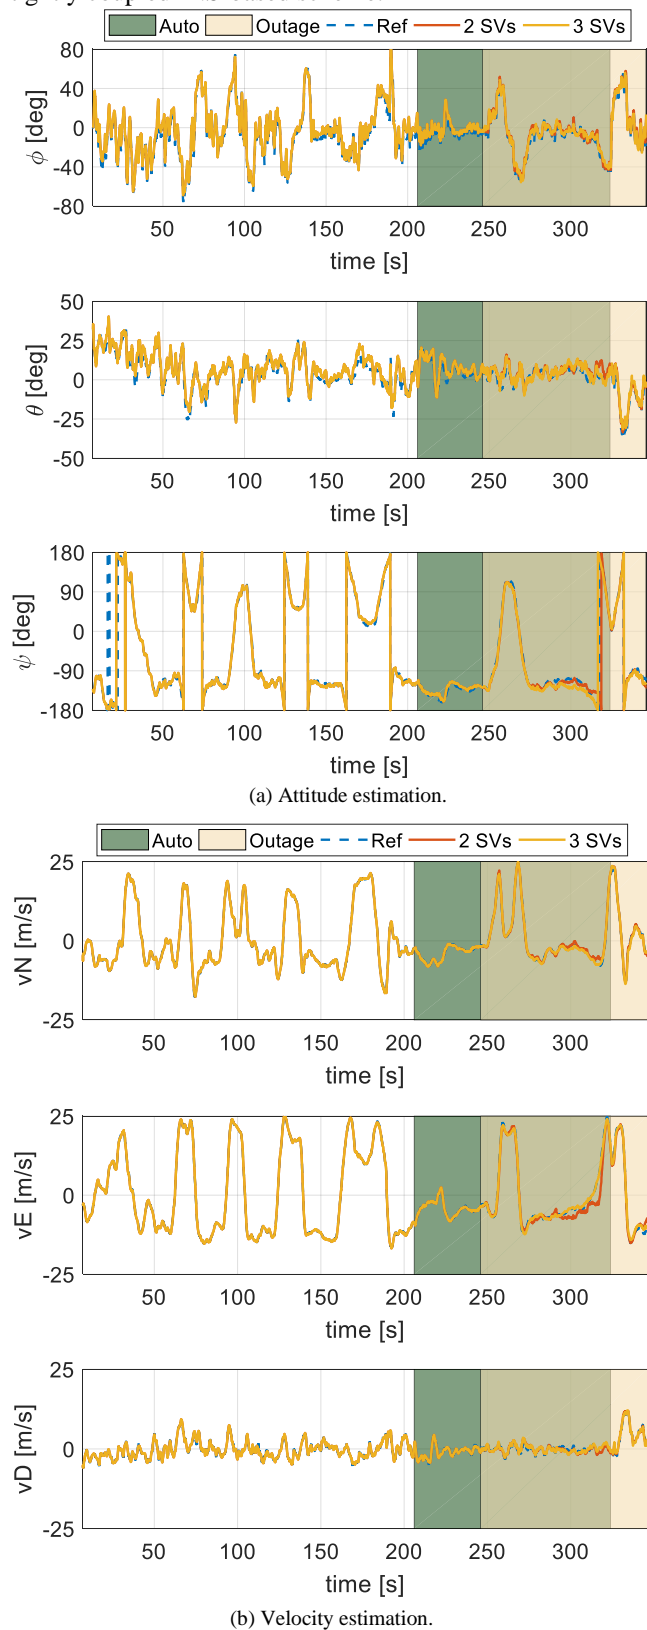 Auto Outage Ref 2 SVs 3 SVs
80
40
0
-40
-80
ϕ [deg]
50 100 150 200 250 300
time [s]
50
25
0
-25
-50
θ [deg]
50 100 150 200 250 300
time [s]
180
90
0
-90
-180
ψ [deg]
50 100 150 200 250 300
time [s]
(a) Attitude estimation.
Auto Outage Ref 2 SVs 3 SVs
25
0
-25
vN [m/s]
50 100 150 200 250 300
time [s]
25
0
-25
vE [m/s]
50 100 150 200 250 300
time [s]
25
0
-25
vD [m/s]
50 100 150 200 250 300
time [s]
(b) Velocity estimation.